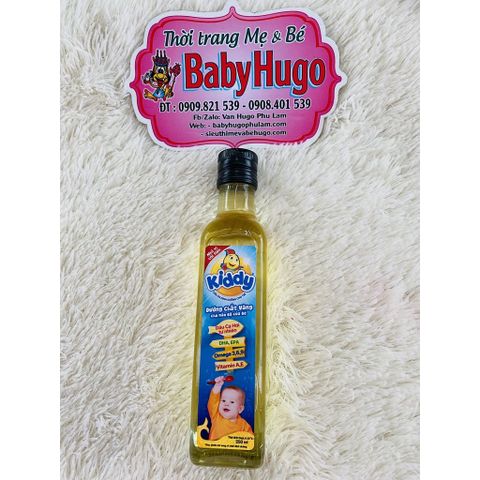 Thời trang Mẹ & Bé
BabyHugo
ĐT : 0909.821 539 - 0908.401 539
Fb/Zalo: Van Hugo Phu Lam
Web: - babyhugophulam.com
- sieuthimevabehugo.com
Kiddy
Dưỡng Chất Vàng
Dầu Cá Hồi
tự nhiên
DHA, EPA
Omega 3,6,9
Vitamin A,E
250 ml